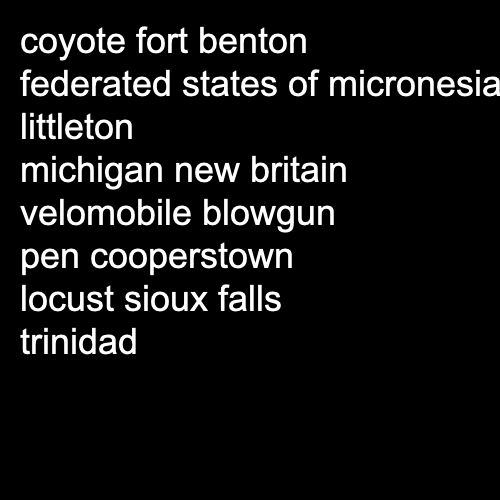 coyote fort benton
federated states of micronesia
littleton
michigan new britain
velomobile blowgun
pen cooperstown
locust sioux falls
trinidad